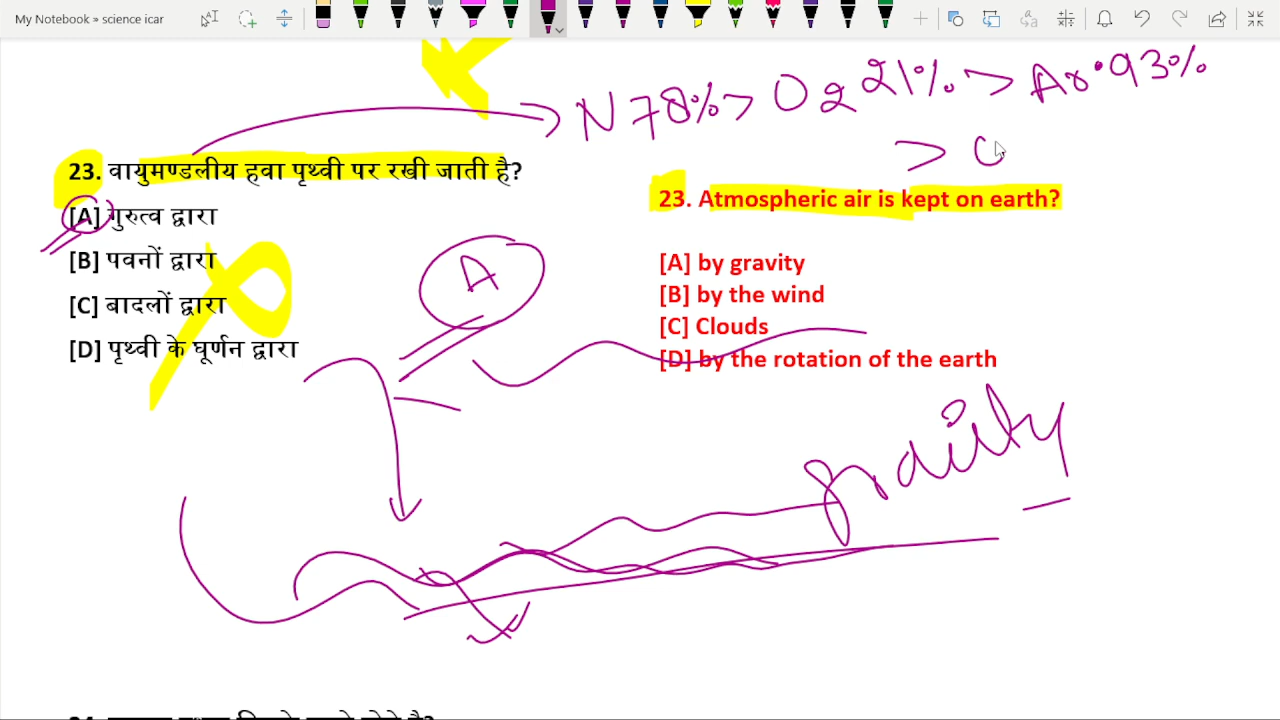 My Notebook » science icar
N 78% > O2 21% > Ar .93%
> C
23. वायुमण्डलीय हवा पृथ्वी पर रखी जाती है?
[A] गुरुत्व द्वारा
[B] पवनों द्वारा
[C] बादलों द्वारा
[D] पृथ्वी के घूर्णन द्वारा
A
23. Atmospheric air is kept on earth?
[A] by gravity
[B] by the wind
[C] Clouds
[D] by the rotation of the earth
gravity